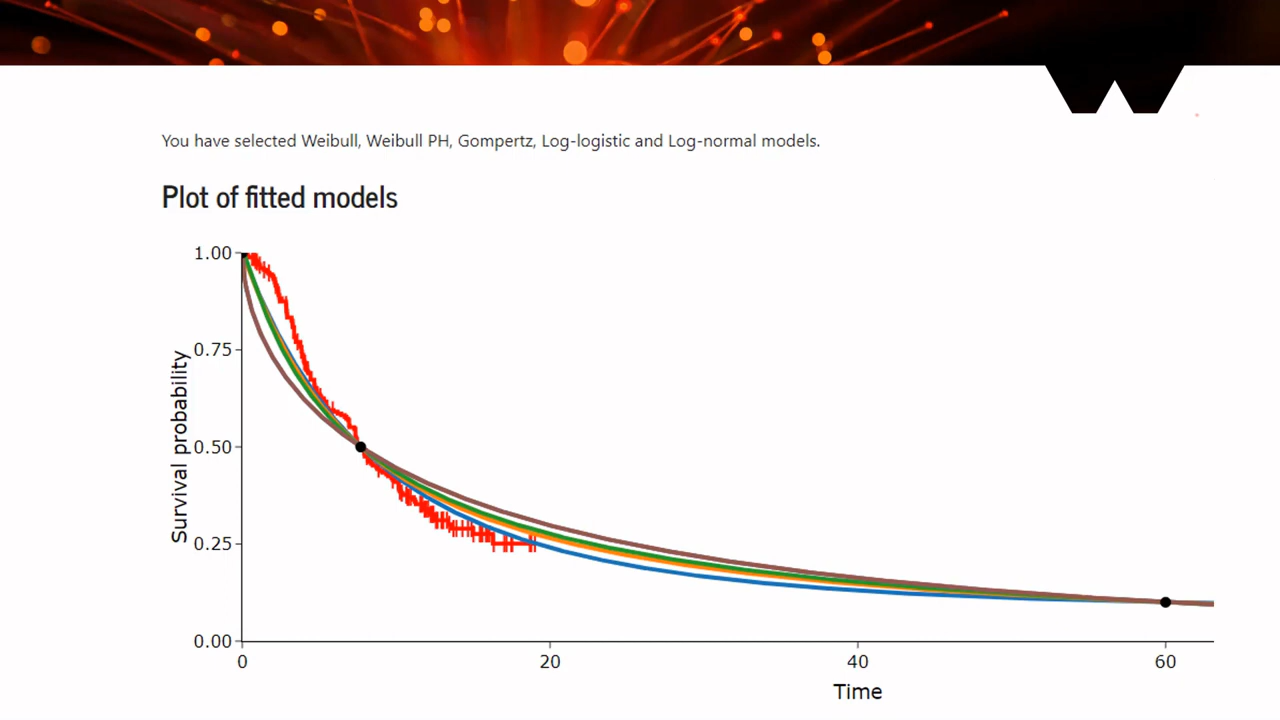 You have selected Weibull, Weibull PH, Gompertz, Log-logistic and Log-normal models.
Plot of fitted models
1.00
0.75
0.50
0.25
0.00
Survival probability
0
20
40
60
Time